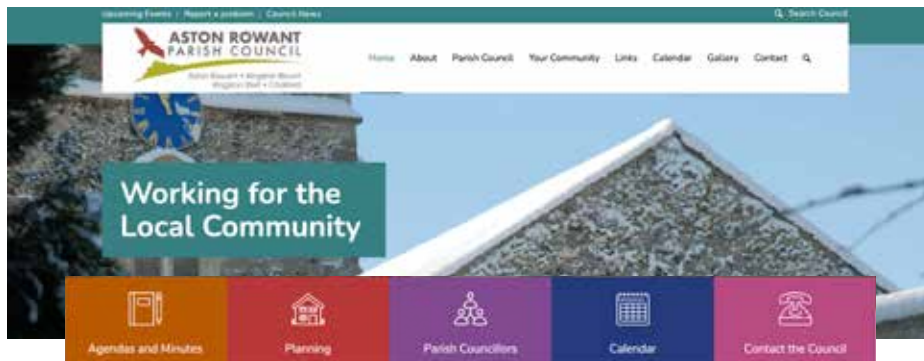 Upcoming Events / Report a problem / Council News
Search Council
ASTON ROWANT
PARISH COUNCIL
Aston Rowant • Kingston Blount
Kingston Stert •
Home About Parish Council Your Community Links Calendar Gallery Contact
Working for the
Local Community
Agendas and Minutes
Planning
Parish Councillors
Calendar
Contact the Council